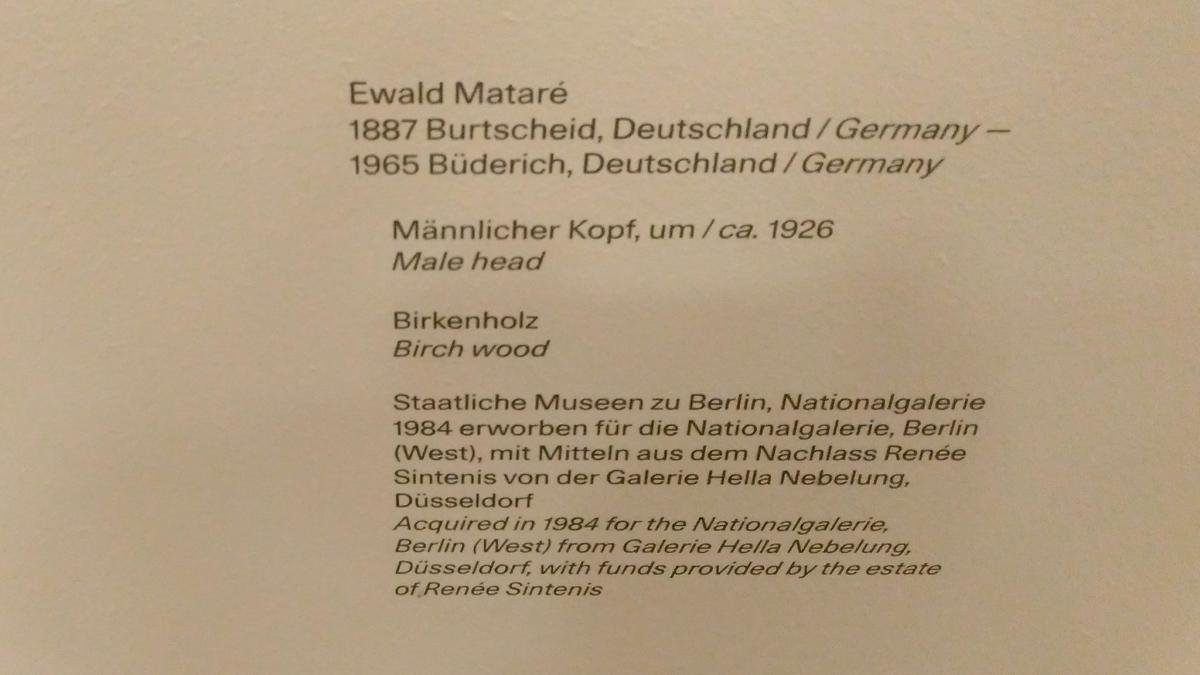 Ewald Mataré
1887 Burtscheid, Deutschland / Germany —
1965 Büderich, Deutschland / Germany
Männlicher Kopf, um / ca. 1926
Male head
Birkenholz
Birch wood
Staatliche Museen zu Berlin, Nationalgalerie
1984 erworben für die Nationalgalerie, Berlin
(West), mit Mitteln aus dem Nachlass Renée
Sintenis von der Galerie Hella Nebelung,
Düsseldorf
Acquired in 1984 for the Nationalgalerie,
Berlin (West) from Galerie Hella Nebelung,
Düsseldorf, with funds provided by the estate
of Renée Sintenis